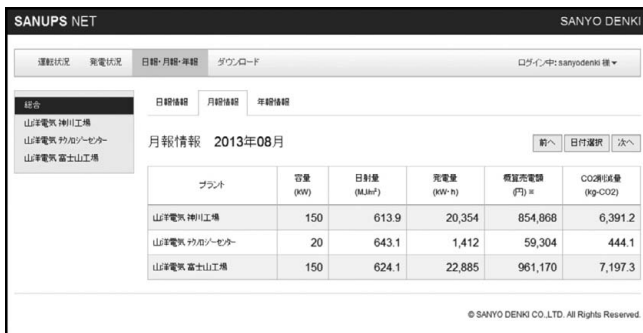 SANUPS NET SANYO DENKI
運転状況 発電状況 日報・月報・年報 ダウンロード ログイン中: sanyodenki 様▼
総合
山洋電気 神川工場
山洋電気 テクノロジーセンター
山洋電気 富士山工場
日報情報 月報情報 年報情報
月報情報 2013年08月 前へ 日付選択 次へ
プラント 容量 (kW) 日射量 (MJ/m²) 発電量 (kW・h) 概算売電額 (円) ※ CO2削減量 (kg-CO2)
山洋電気 神川工場 150 613.9 20,354 854,868 6,391.2
山洋電気 テクノロジーセンター 20 643.1 1,412 59,304 444.1
山洋電気 富士山工場 150 624.1 22,885 961,170 7,197.3
© SANYO DENKI CO.,LTD. All Rights Reserved.